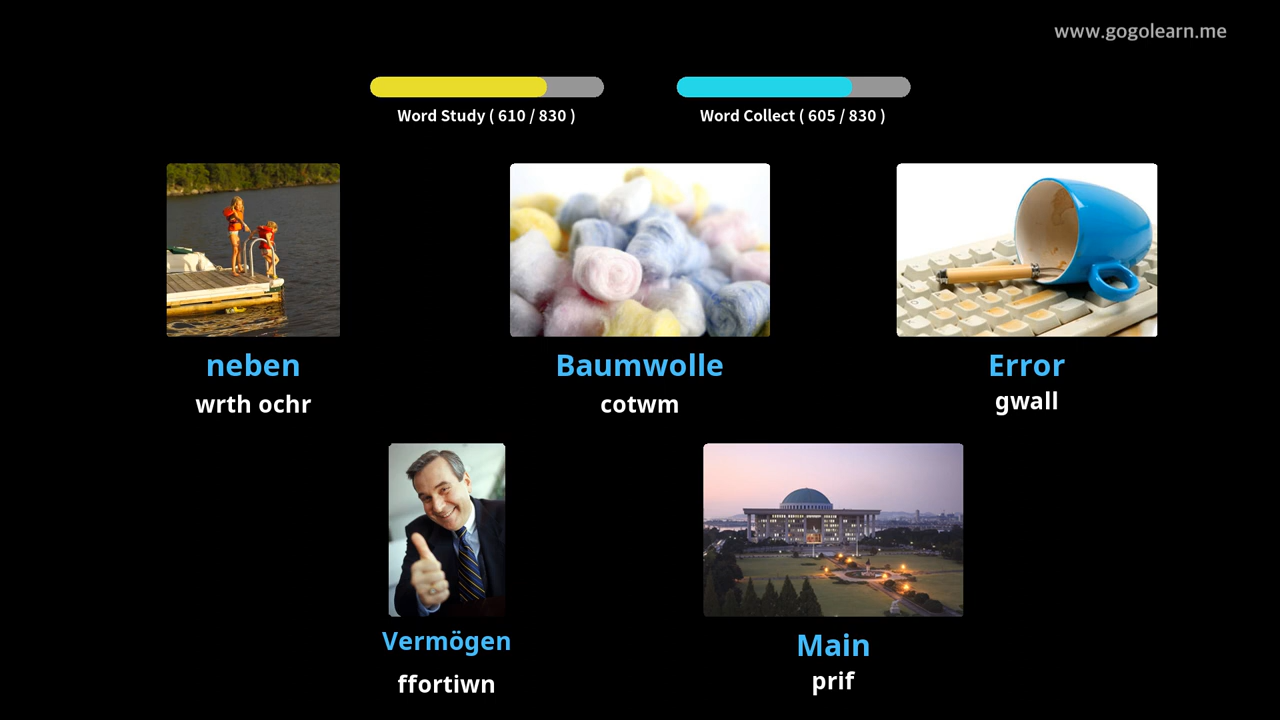 www.gogolearn.me
Word Study ( 610 / 830 )
Word Collect ( 605 / 830 )
neben
wrth ochr
Baumwolle
cotwm
Error
gwall
Vermögen
ffortiwn
Main
prif